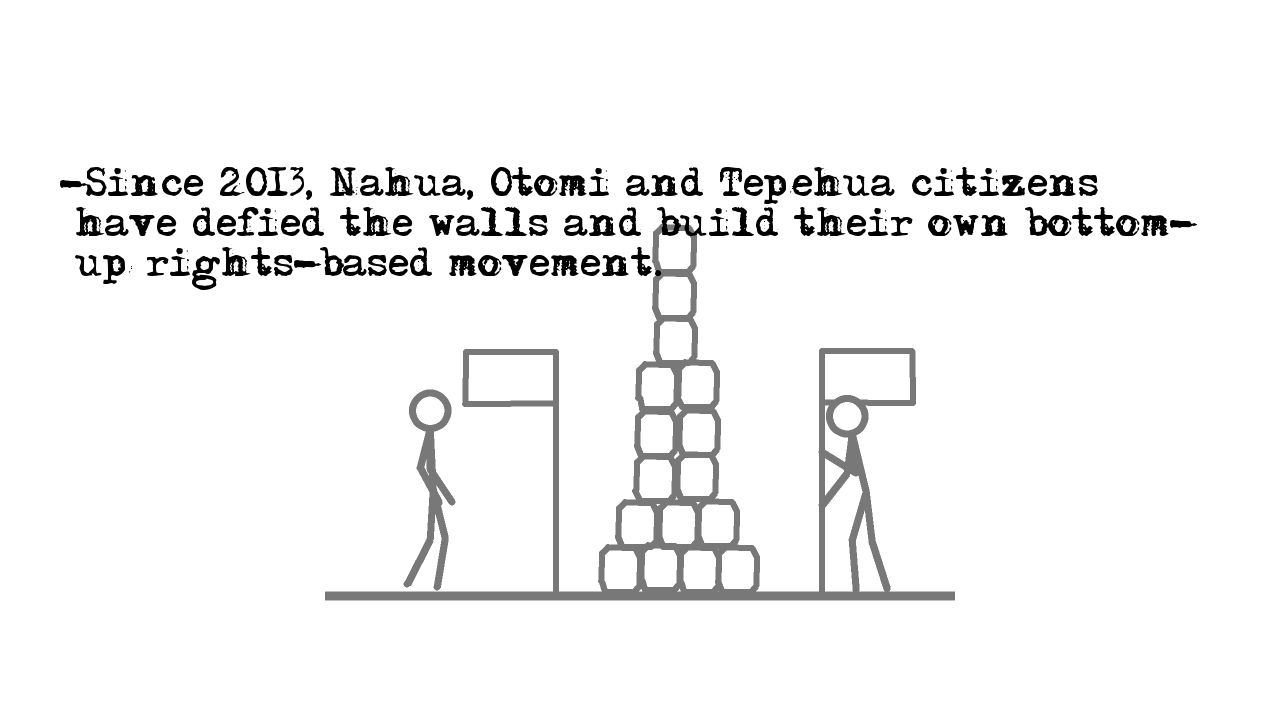 -Since 2013, Nahua, Otomi and Tepehua citizens
have defied the walls and build their own bottom-
up rights-based movement.